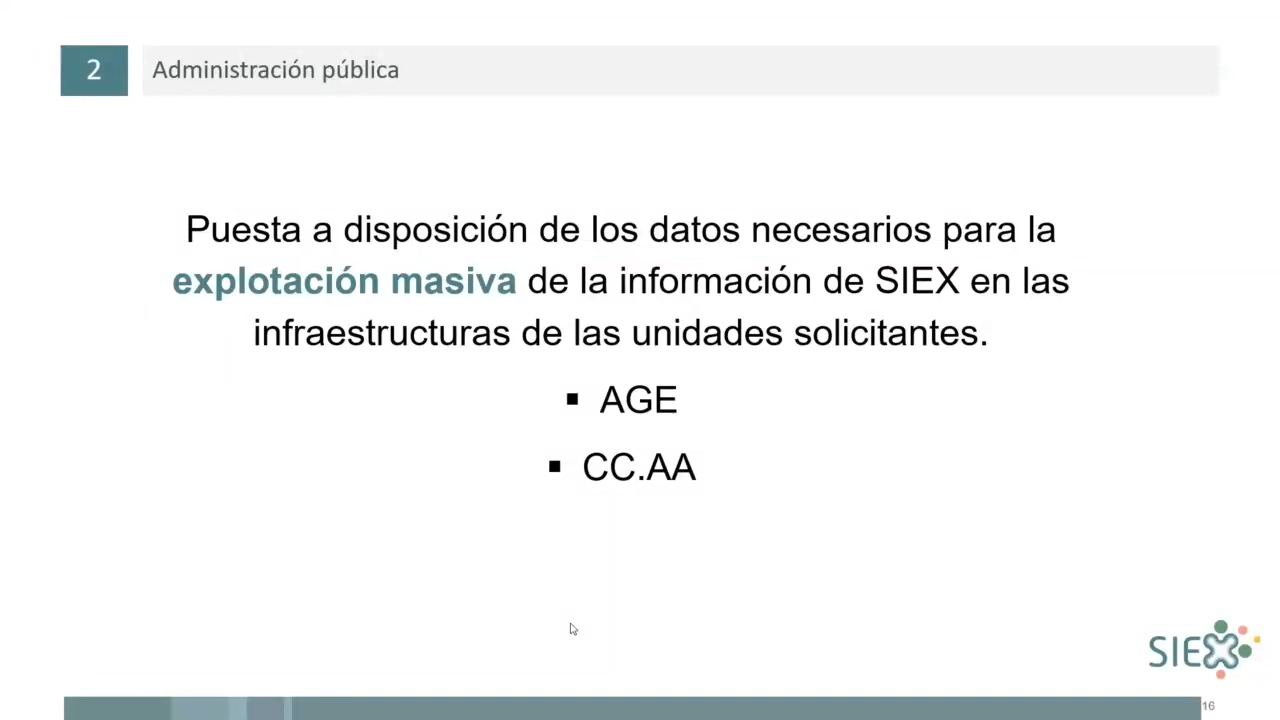 2
Administración pública
Puesta a disposición de los datos necesarios para la
explotación masiva de la información de SIEX en las
infraestructuras de las unidades solicitantes.
▪ AGE
▪ CC.AA
SIEX
16